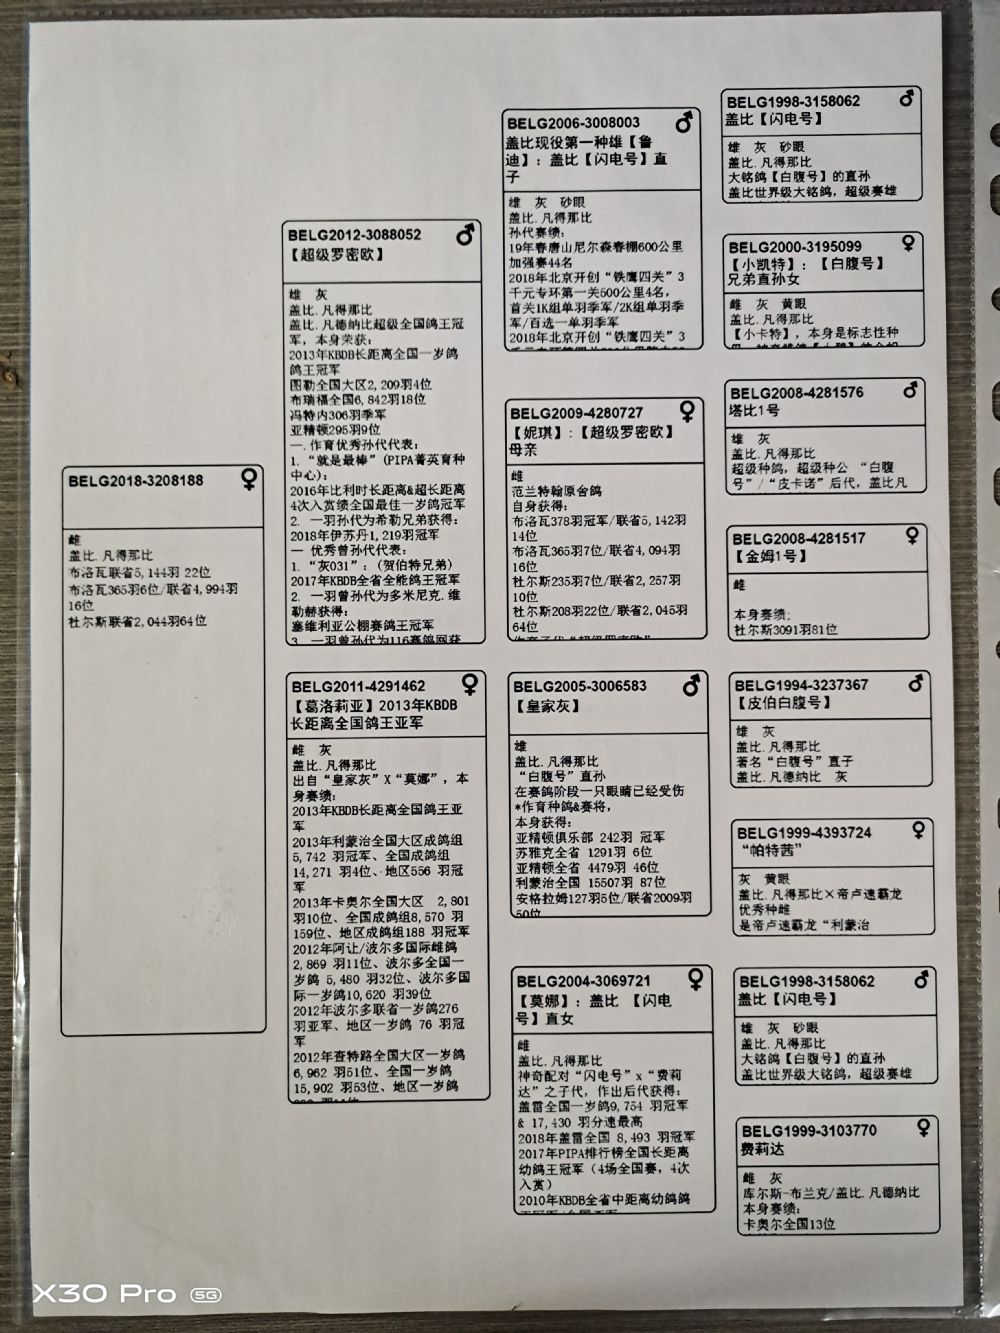 BELG2018-3208188 ♀
雌
盖比.凡得那比
布洛瓦联省5,144羽 22位
布洛瓦365羽6位/联省4,994羽
16位
杜尔斯联省2,044羽64位
BELG2012-3088052 ♂
【超级罗密欧】
雄 灰
盖比.凡得那比
盖比.凡德纳比超级全国鸽王冠
军,本身荣获:
2013年KBDB长距离全国一岁鸽
鸽王冠军
图勒全国大区2,209羽4位
布瑞福全国6,842羽18位
冯特内306羽季军
亚精顿295羽9位
一.作育优秀孙代代表:
1.“就是最棒”(PIPA菁英育种
中心):
2016年比利时长距离&超长距离
4次入赏绩全国最佳一岁鸽冠军
2. 一羽孙代为希勒兄弟获得:
2018年伊苏丹1,219羽冠军
一 优秀曾孙代代表:
1.“灰031”:(贺伯特兄弟)
2017年KBDB全省全能鸽王冠军
2. 一羽曾孙代为多米尼克.维
勒赫获得:
塞维利亚公棚赛鸽王冠军
3. 一羽曾孙代为116赛鸽网获
BELG2011-4291462 ♀
【葛洛莉亚】2013年KBDB
长距离全国鸽王亚军
雌 灰
盖比.凡得那比
出自“皇家灰”X“莫娜”,本
身赛绩:
2013年KBDB长距离全国鸽王亚
军
2013年利蒙治全国大区成鸽组
5,742 羽冠军、全国成鸽组
14,271 羽4位、地区556 羽冠
军
2013年卡奥尔全国大区 2,801
羽10位、全国成鸽组8,570 羽
159位、地区成鸽组188 羽冠军
2012年阿让/波尔多国际雌鸽
2,869 羽11位、波尔多全国一
岁鸽 5,480 羽32位、波尔多国
际一岁鸽10,620 羽39位
2012年波尔多联省一岁鸽276
羽亚军、地区一岁鸽 76 羽冠
军
2012年查特路全国大区一岁鸽
6,962 羽51位、全国一岁鸽
15,902 羽53位、地区一岁鸽
BELG2006-3008003 ♂
盖比现役第一种雄【鲁
迪】:盖比【闪电号】直
子
雄 灰 砂眼
盖比.凡得那比
孙代赛绩:
19年春唐山尼尔森春棚600公里
加强赛44名
2018年北京开创“铁鹰四关”3
千元专环第一关500公里4名,
首关1K组单羽季军/2K组单羽季
军/百选一单羽季军
2018年北京开创“铁鹰四关”3
BELG2009-4280727 ♀
【妮琪】:【超级罗密欧】
母亲
雌
范兰特翰原舍鸽
自身获得:
布洛瓦378羽冠军/联省5,142羽
14位
布洛瓦365羽7位/联省4,094羽
16位
杜尔斯235羽7位/联省2,257羽
10位
杜尔斯208羽22位/联省2,045羽
64位
BELG2005-3006583 ♂
【皇家灰】
雄
盖比.凡得那比
“白腹号”直孙
在赛鸽阶段一只眼睛已经受伤
*作育种鸽&赛将,
本身获得:
亚精顿俱乐部 242羽 冠军
苏雅克全省 1291羽 6位
亚精顿全省 4479羽 46位
利蒙治全国 15507羽 87位
安格拉姆127羽5位/联省2009羽
50位
BELG2004-3069721 ♀
【莫娜】:盖比 【闪电
号】直女
雌
盖比.凡得那比
神奇配对“闪电号”x“费莉
达”之子代,作出后代获得:
盖雷全国一岁鸽9,754 羽冠军
& 17,430 羽分速最高
2018年盖雷全国 8,493 羽冠军
2017年PIPA排行榜全国长距离
幼鸽王冠军(4场全国赛,4次
入赏)
2010年KBDB全省中距离幼鸽鸽
BELG1998-3158062 ♂
盖比【闪电号】
雄 灰 砂眼
盖比.凡得那比
大铭鸽【白腹号】的直孙
盖比世界级大铭鸽,超级赛雄
BELG2000-3195099 ♀
【小凯特】:【白腹号】
兄弟直孙女
雌 灰 黄眼
盖比.凡得那比
【小卡特】,本身是标志性种
BELG2008-4281576 ♂
塔比1号
雄 灰
盖比.凡得那比
超级种鸽,超级种公 “白腹
号”/“皮卡诺”后代,盖比凡
BELG2008-4281517 ♀
【金姆1号】
雌
本身赛绩:
杜尔斯3091羽81位
BELG1994-3237367 ♂
【皮伯白腹号】
雄 灰
盖比.凡得那比
著名“白腹号”直子
盖比.凡德纳比 灰
BELG1999-4393724 ♀
“帕特茜”
灰 黄眼
盖比.凡得那比×帝卢速霸龙
优秀种雌
是帝卢速霸龙“利蒙治
BELG1998-3158062 ♂
盖比【闪电号】
雄 灰 砂眼
盖比.凡得那比
大铭鸽【白腹号】的直孙
盖比世界级大铭鸽,超级赛雄
BELG1999-3103770 ♀
费莉达
雌 灰
库尔斯-布兰克/盖比.凡德纳比
本身赛绩:
卡奥尔全国13位
X30 Pro 5G